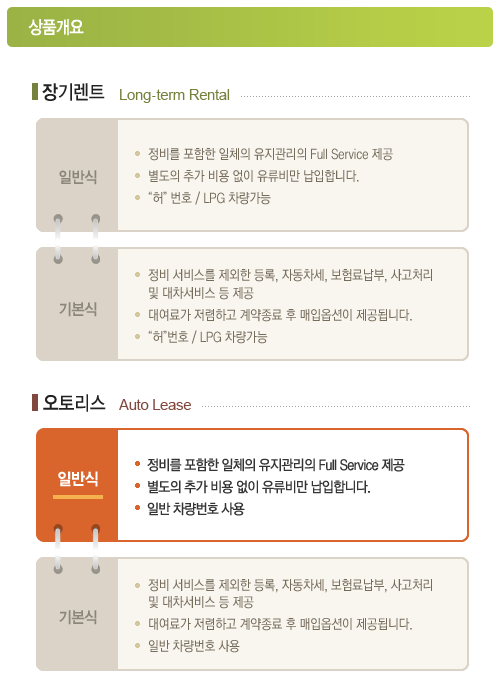 상품개요
장기렌트 Long-term Rental
일반식
정비를 포함한 일체의 유지관리의 Full Service 제공
별도의 추가 비용 없이 유류비만 납입합니다.
“허” 번호 / LPG 차량가능
기본식
정비 서비스를 제외한 등록, 자동차세, 보험료납부, 사고처리
및 대차서비스 등 제공
대여료가 저렴하고 계약종료 후 매입옵션이 제공됩니다.
“허”번호 / LPG 차량가능
오토리스 Auto Lease
일반식
정비를 포함한 일체의 유지관리의 Full Service 제공
별도의 추가 비용 없이 유류비만 납입합니다.
일반 차량번호 사용
기본식
정비 서비스를 제외한 등록, 자동차세, 보험료납부, 사고처리
및 대차서비스 등 제공
대여료가 저렴하고 계약종료 후 매입옵션이 제공됩니다.
일반 차량번호 사용